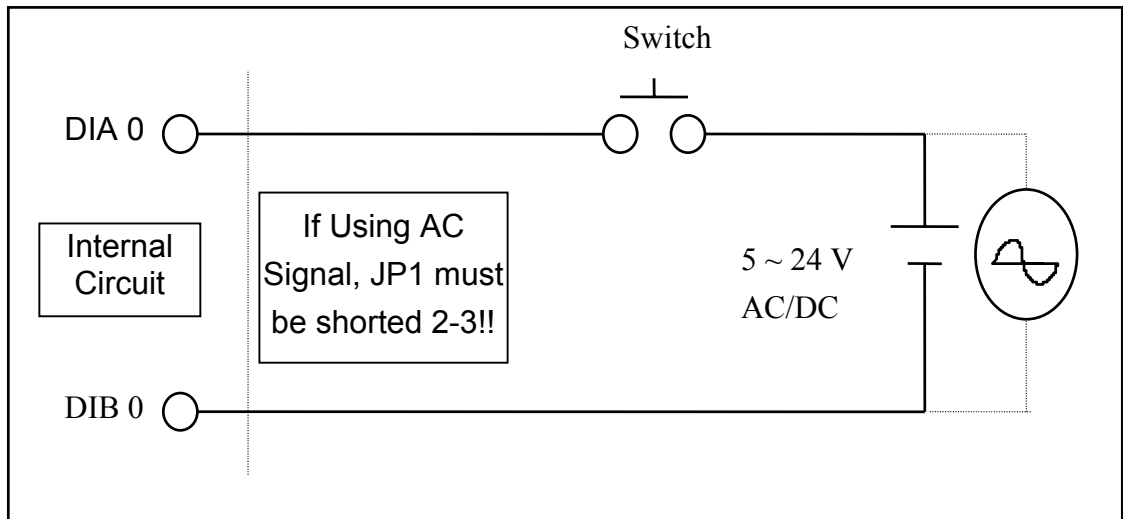 Switch
DIA 0
Internal
Circuit
If Using AC
Signal, JP1 must
be shorted 2-3!!
5 ~ 24 V
AC/DC
DIB 0